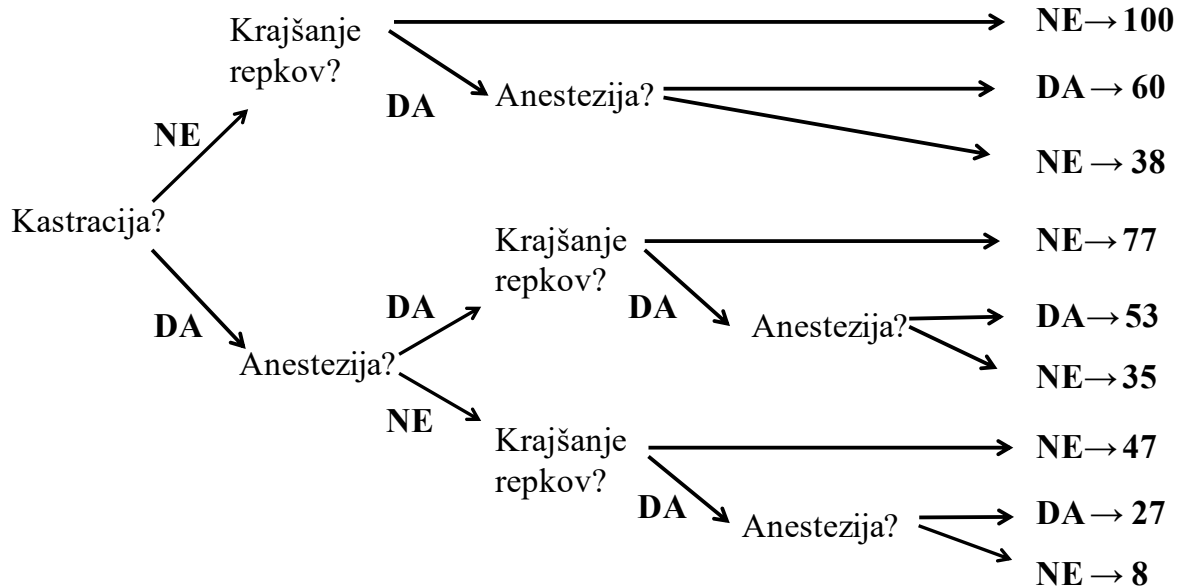 Krajšanje
repkov?
NE→ 100
DA
Anestezija?
DA→ 60
NE→ 38
NE
Kastracija?
Krajšanje
repkov?
NE→ 77
DA
DA
Anestezija?
DA→ 53
NE→ 35
DA
Anestezija?
NE
Krajšanje
repkov?
NE→ 47
DA
Anestezija?
DA→ 27
NE→ 8